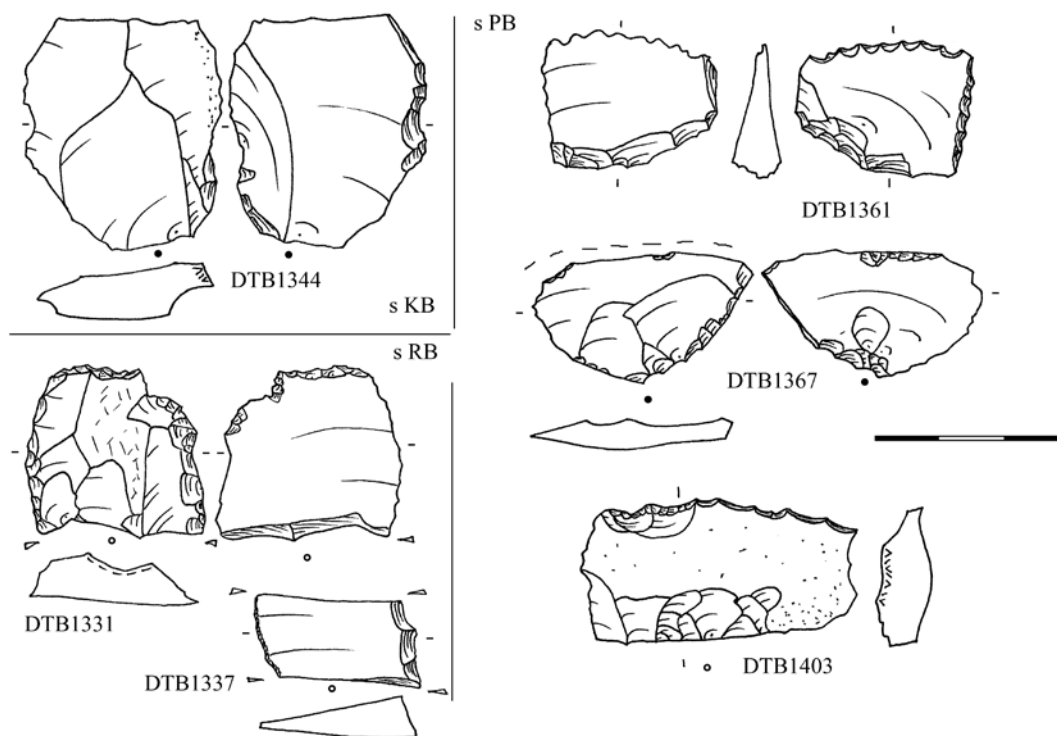 DTB1344
s KB
s RB
DTB1331
DTB1337
s PB
DTB1361
DTB1367
DTB1403